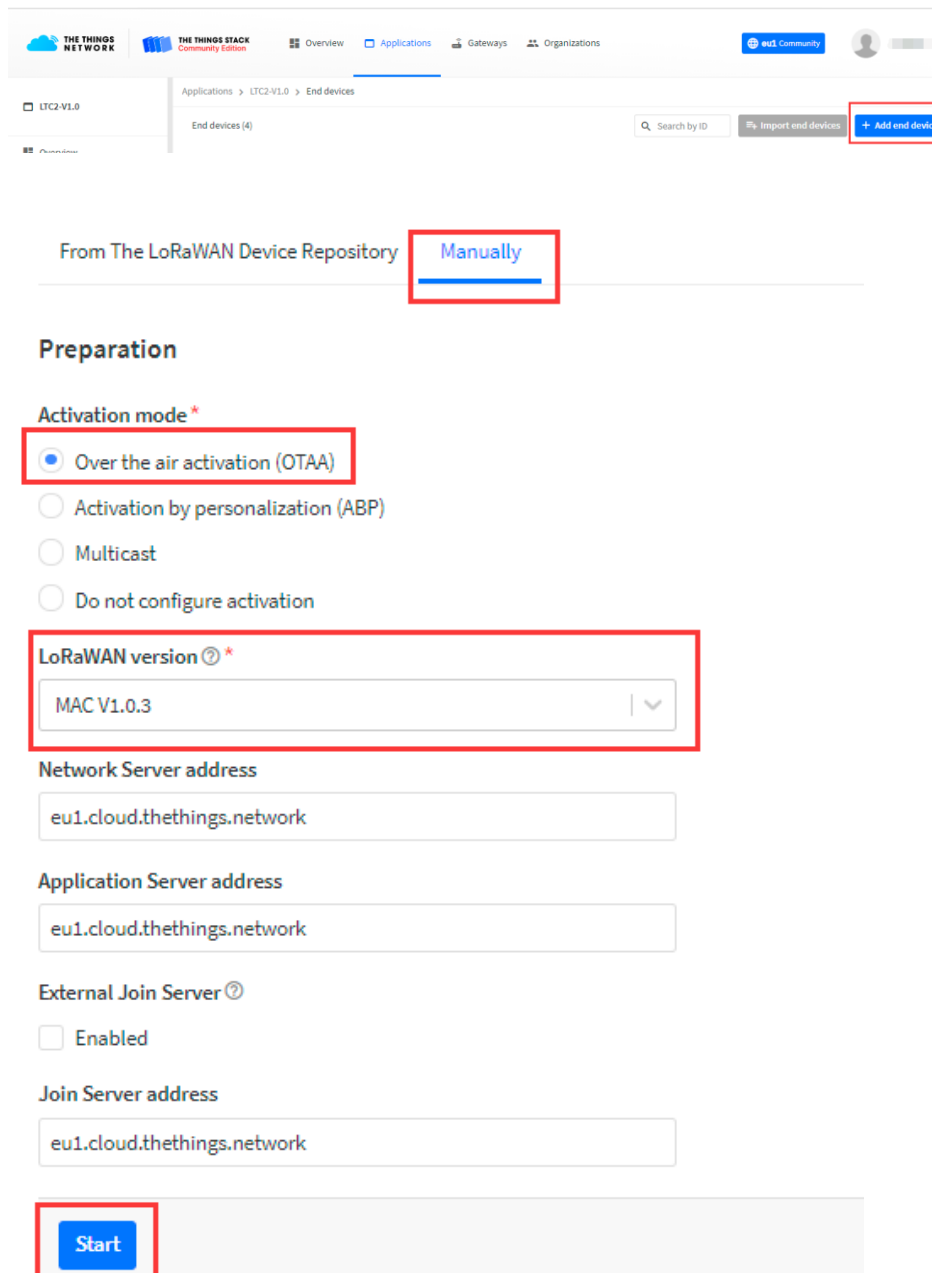 THE THINGS NETWORK
THE THINGS STACK
Community Edition
Overview
Applications
Gateways
Organizations
eu1 Community
LTC2-V1.0
Applications > LTC2-V1.0 > End devices
End devices (4)
Search by ID
Import end devices
+ Add end devic
Overview
From The LoRaWAN Device Repository
Manually
Preparation
Activation mode *
Over the air activation (OTAA)
Activation by personalization (ABP)
Multicast
Do not configure activation
LoRaWAN version *
MAC V1.0.3
Network Server address
eu1.cloud.thethings.network
Application Server address
eu1.cloud.thethings.network
External Join Server
Enabled
Join Server address
eu1.cloud.thethings.network
Start